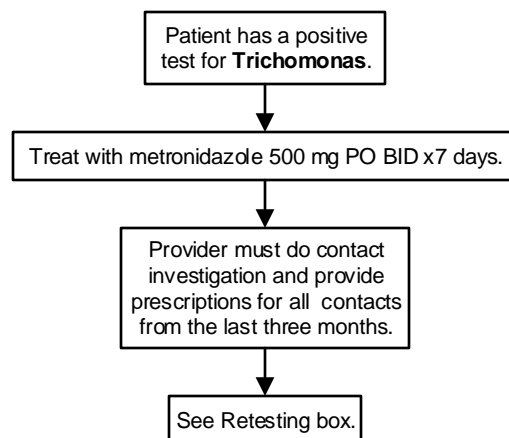 Patient has a positive
test for Trichomonas.
Treat with metronidazole 500 mg PO BID x7 days.
Provider must do contact
investigation and provide
prescriptions for all contacts
from the last three months.
See Retesting box.